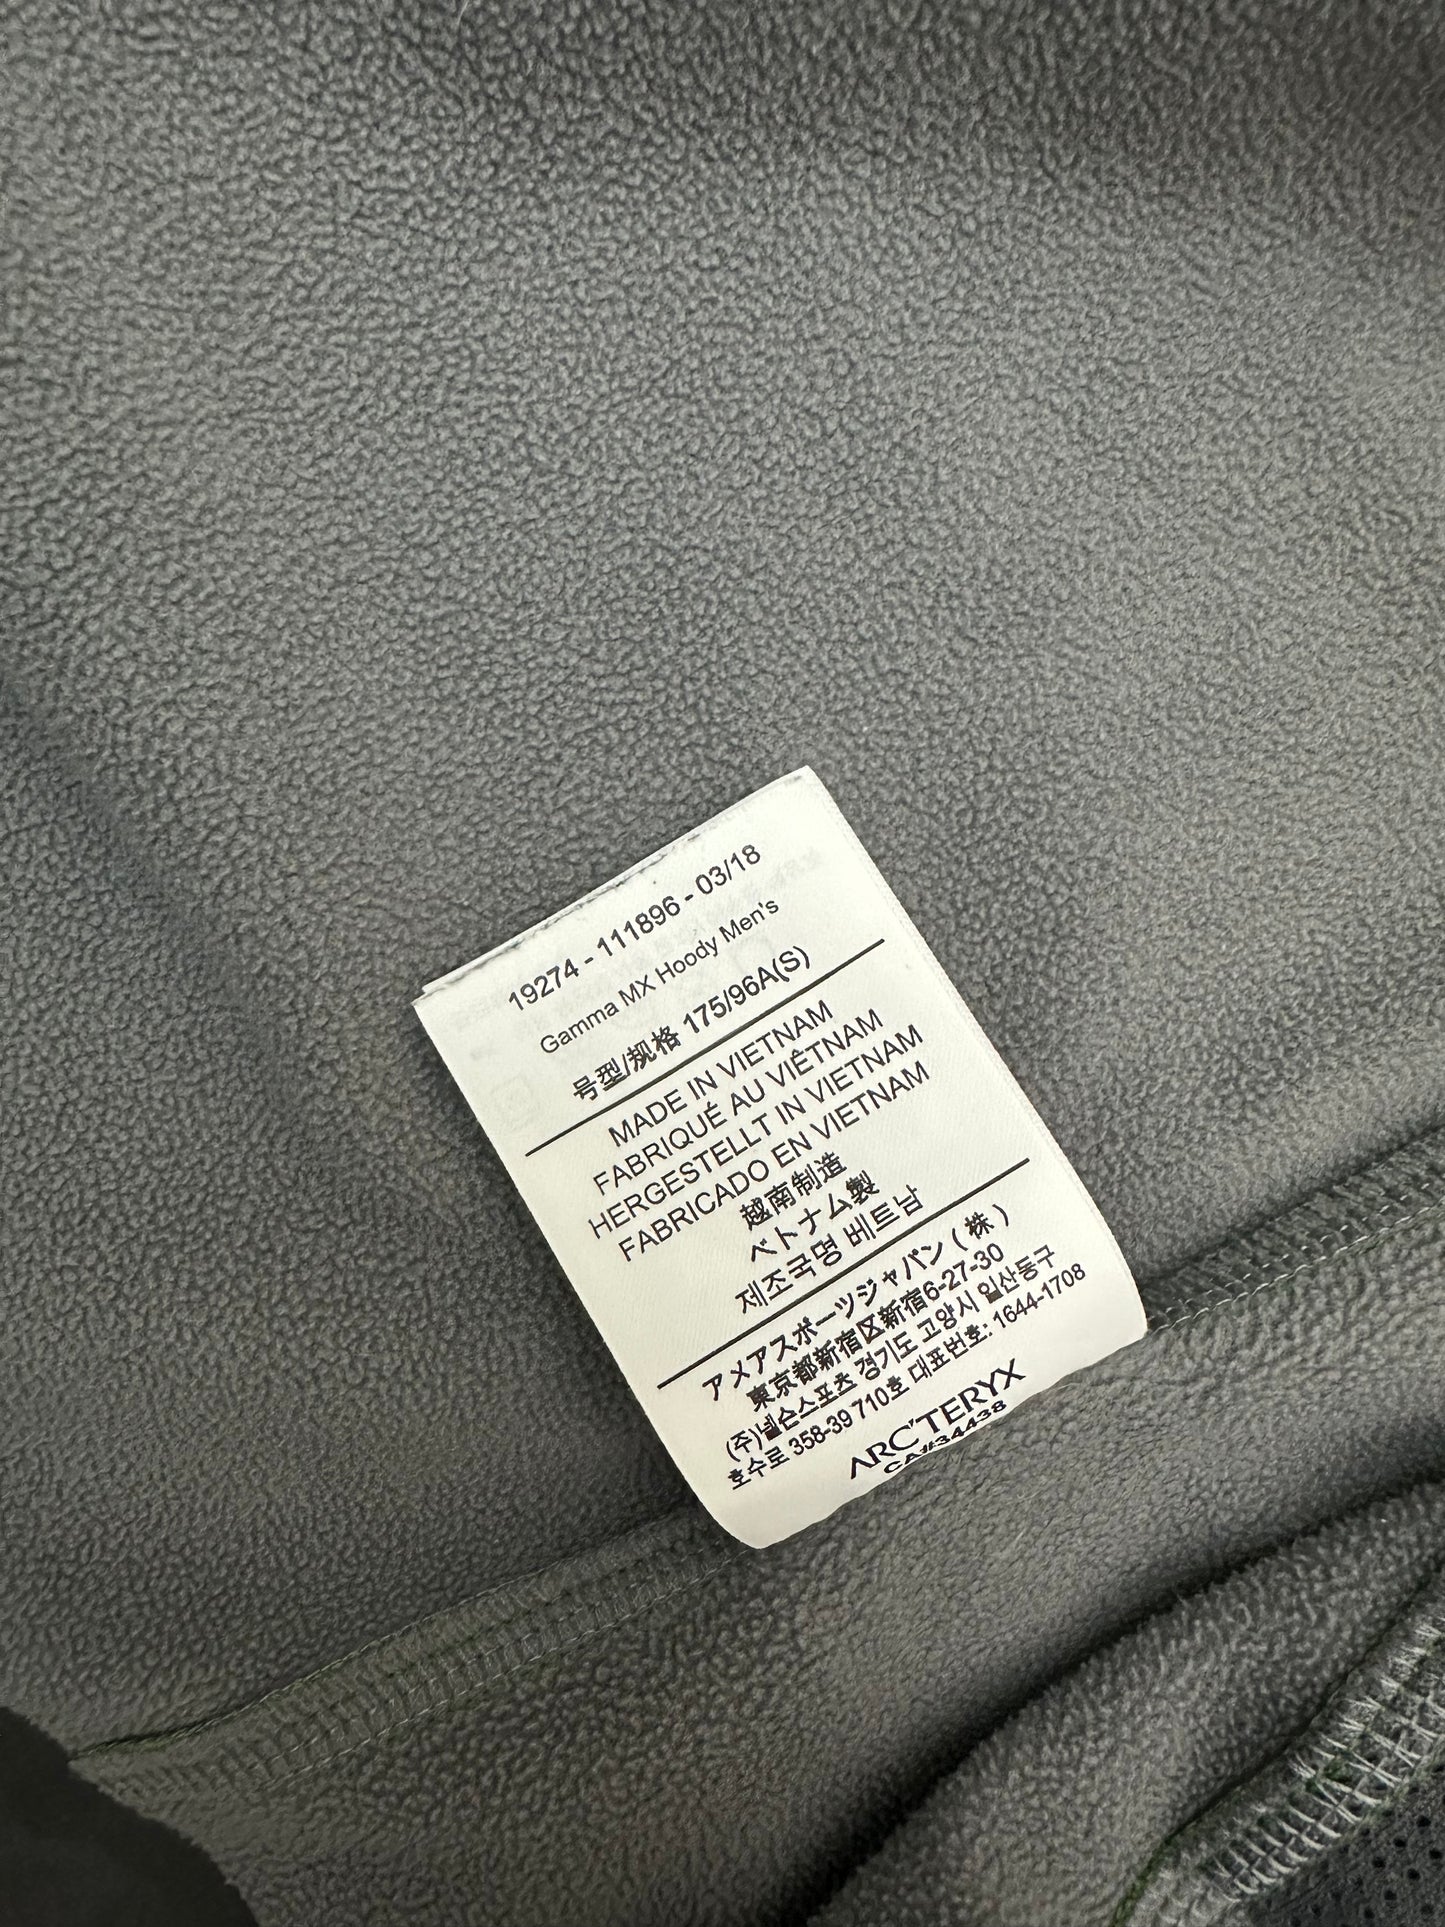 19274 - 111896 - 03/18
Gamma MX Hoody Men's
号型/规格 175/96A(S)
MADE IN VIETNAM
FABRIQUÉ AU VIÊTNAM
HERGESTELLT IN VIETNAM
FABRICADO EN VIETNAM
越南制造
ベトナム製
제조국명 베트남
アメアスポーツジャパン ( 株 )
東京都新宿区新宿6-27-30
(주)넬슨스포츠 경기도 고양시 일산동구
호수로 358-39 710호 대표번호: 1644-1708
ARC'TERYX
CA#34438